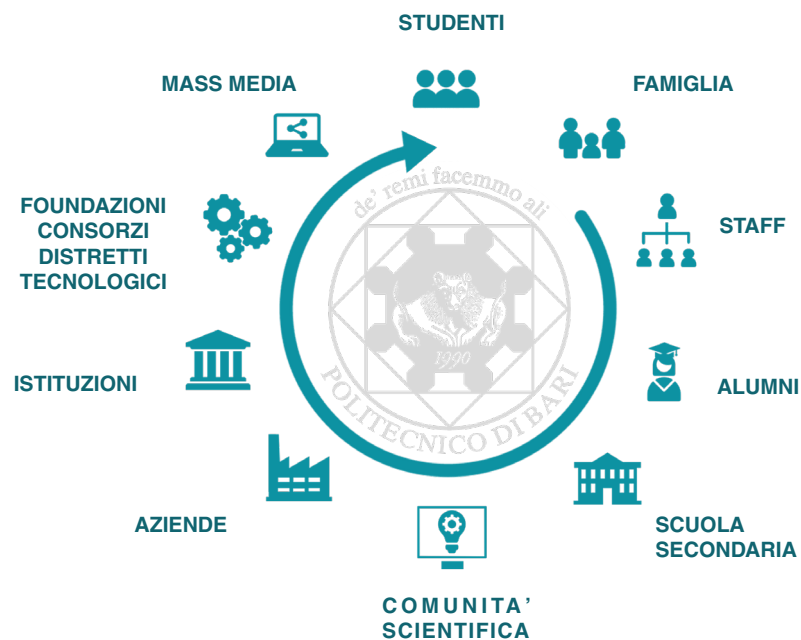 STUDENTI
MASS MEDIA
FAMIGLIA
de' remi facemmo ali
FOUNDAZIONI
CONSORZI
DISTRETTI
TECNOLOGICI
STAFF
1990
ISTITUZIONI
ALUMNI
POLITECNICO DI BARI
AZIENDE
SCUOLA
SECONDARIA
COMUNITA’
SCIENTIFICA